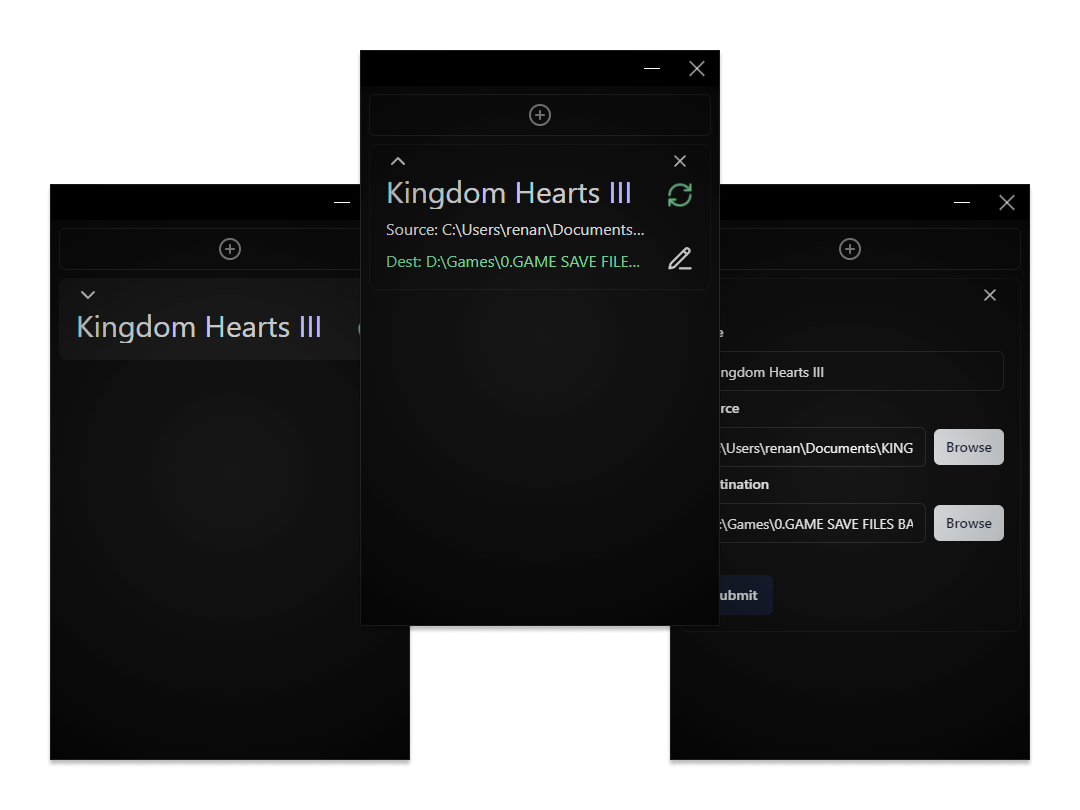 Kingdom Hearts III
Kingdom Hearts III
Source: C:\Users\renan\Documents...
Dest: D:\Games\0.GAME SAVE FILE...
e
ngdom Hearts III
rce
:\Users\renan\Documents\KING
Browse
tination
:\Games\0.GAME SAVE FILES BA
Browse
ubmit